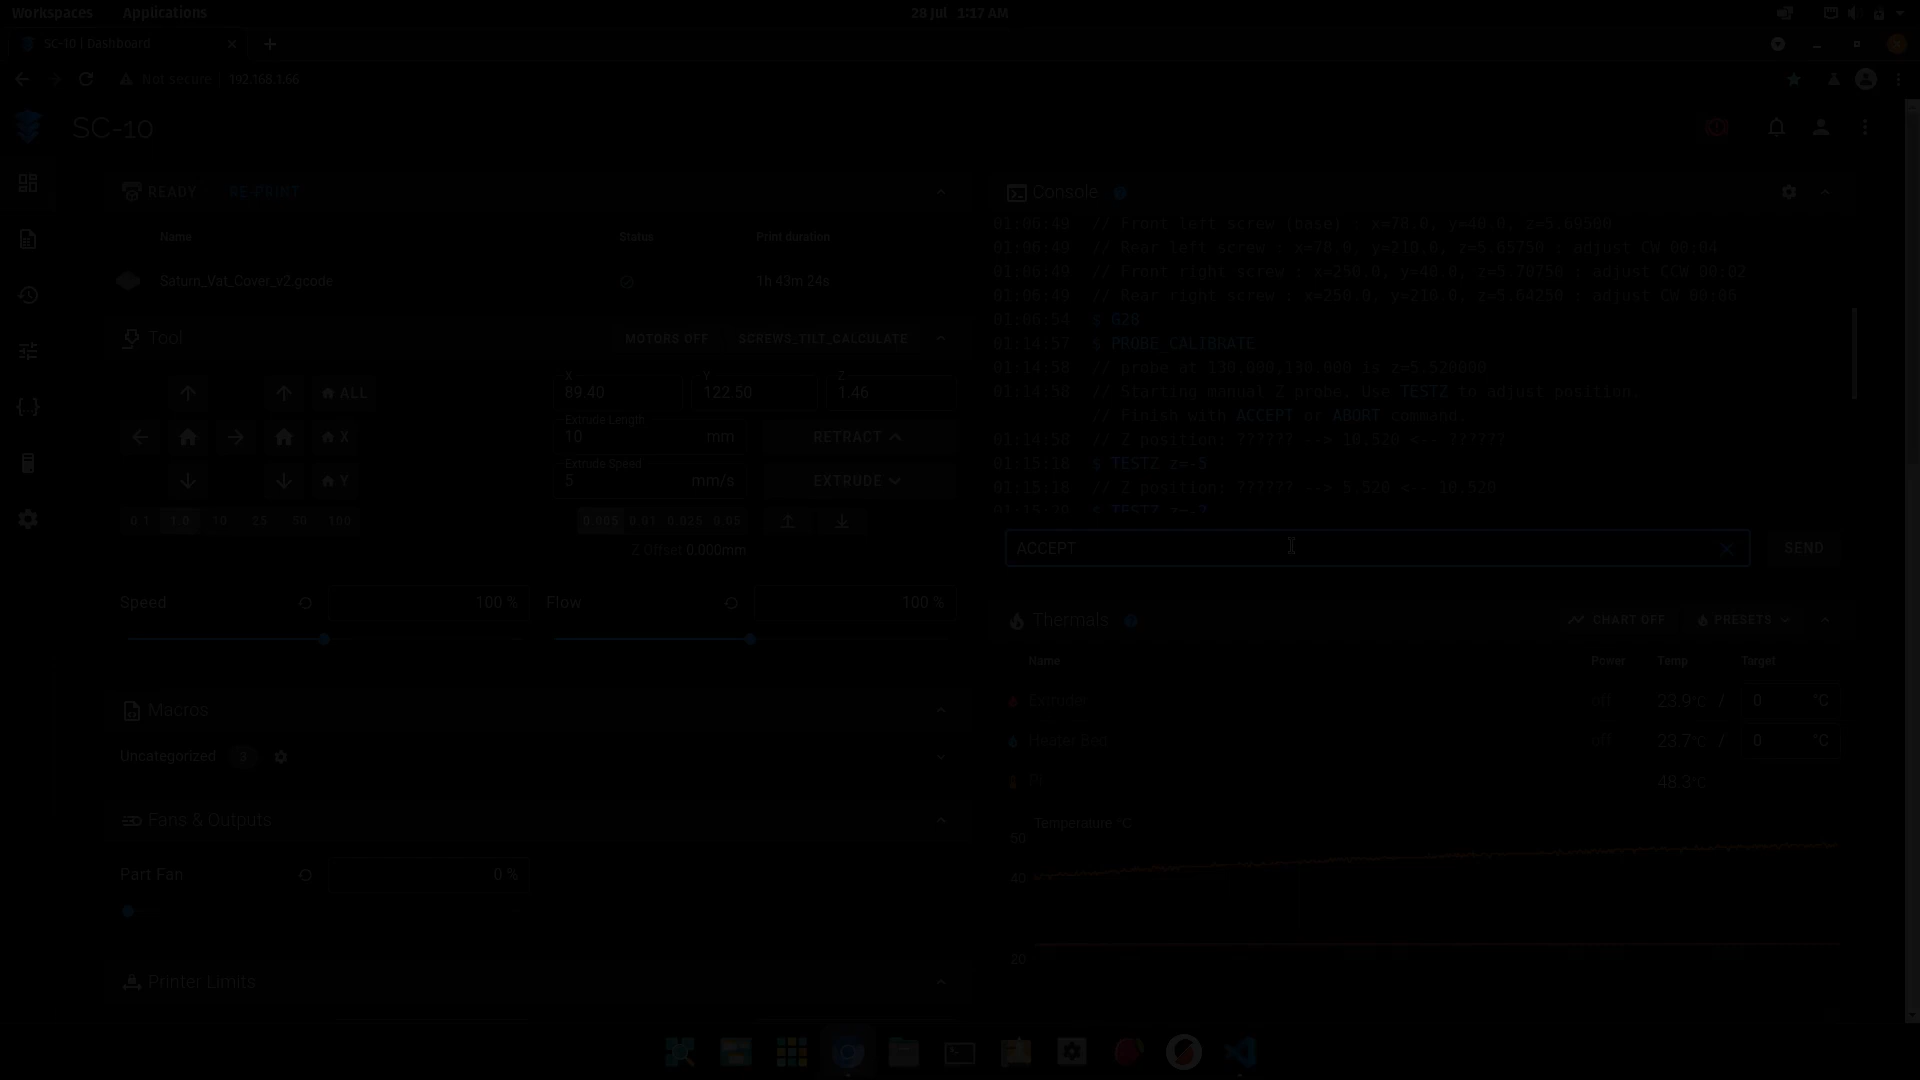 Workspaces Applications 28 Jul 1:17 AM
SC-10 | Dashboard
Not secure 192.168.1.66
SC-10
READY RE-PRINT
Name Status Print duration
Saturn_Vat_Cover_v2.gcode 1h 43m 24s
Tool MOTORS OFF SCREWS_TILT_CALCULATE
X Y Z
89.40 122.50 1.46
ALL
Extrude Length
10 mm RETRACT
X
Extrude Speed
5 mm/s EXTRUDE
Y
0.1 1.0 10 25 50 100
0.005 0.01 0.025 0.05
Z Offset 0.000mm
Speed 100 % Flow 100 %
Macros
Uncategorized 3
Fans & Outputs
Part Fan 0 %
Printer Limits
Console
01:06:49 // Front left screw (base) : x=78.0, y=40.0, z=5.69500
01:06:49 // Rear left screw : x=78.0, y=210.0, z=5.65750 : adjust CW 00:04
01:06:49 // Front right screw : x=250.0, y=40.0, z=5.70750 : adjust CCW 00:02
01:06:49 // Rear right screw : x=250.0, y=210.0, z=5.64250 : adjust CW 00:06
01:06:54 $ G28
01:14:57 $ PROBE_CALIBRATE
01:14:58 // probe at 130.000,130.000 is z=5.520000
01:14:58 // Starting manual Z probe. Use TESTZ to adjust position.
// Finish with ACCEPT or ABORT command.
01:14:58 // Z position: ?????? --> 10.520 <-- ??????
01:15:16 $ TESTZ z=-5
01:15:16 // Z position: ?????? --> 5.520 <-- 10.520
$ TESTZ
ACCEPT SEND
Thermals CHART OFF PRESETS
Name Power Temp Target
Extruder off 23.9°C / 0 °C
Heater Bed off 23.7°C / 0 °C
PI 48.3°C
Temperature °C
50
40
20